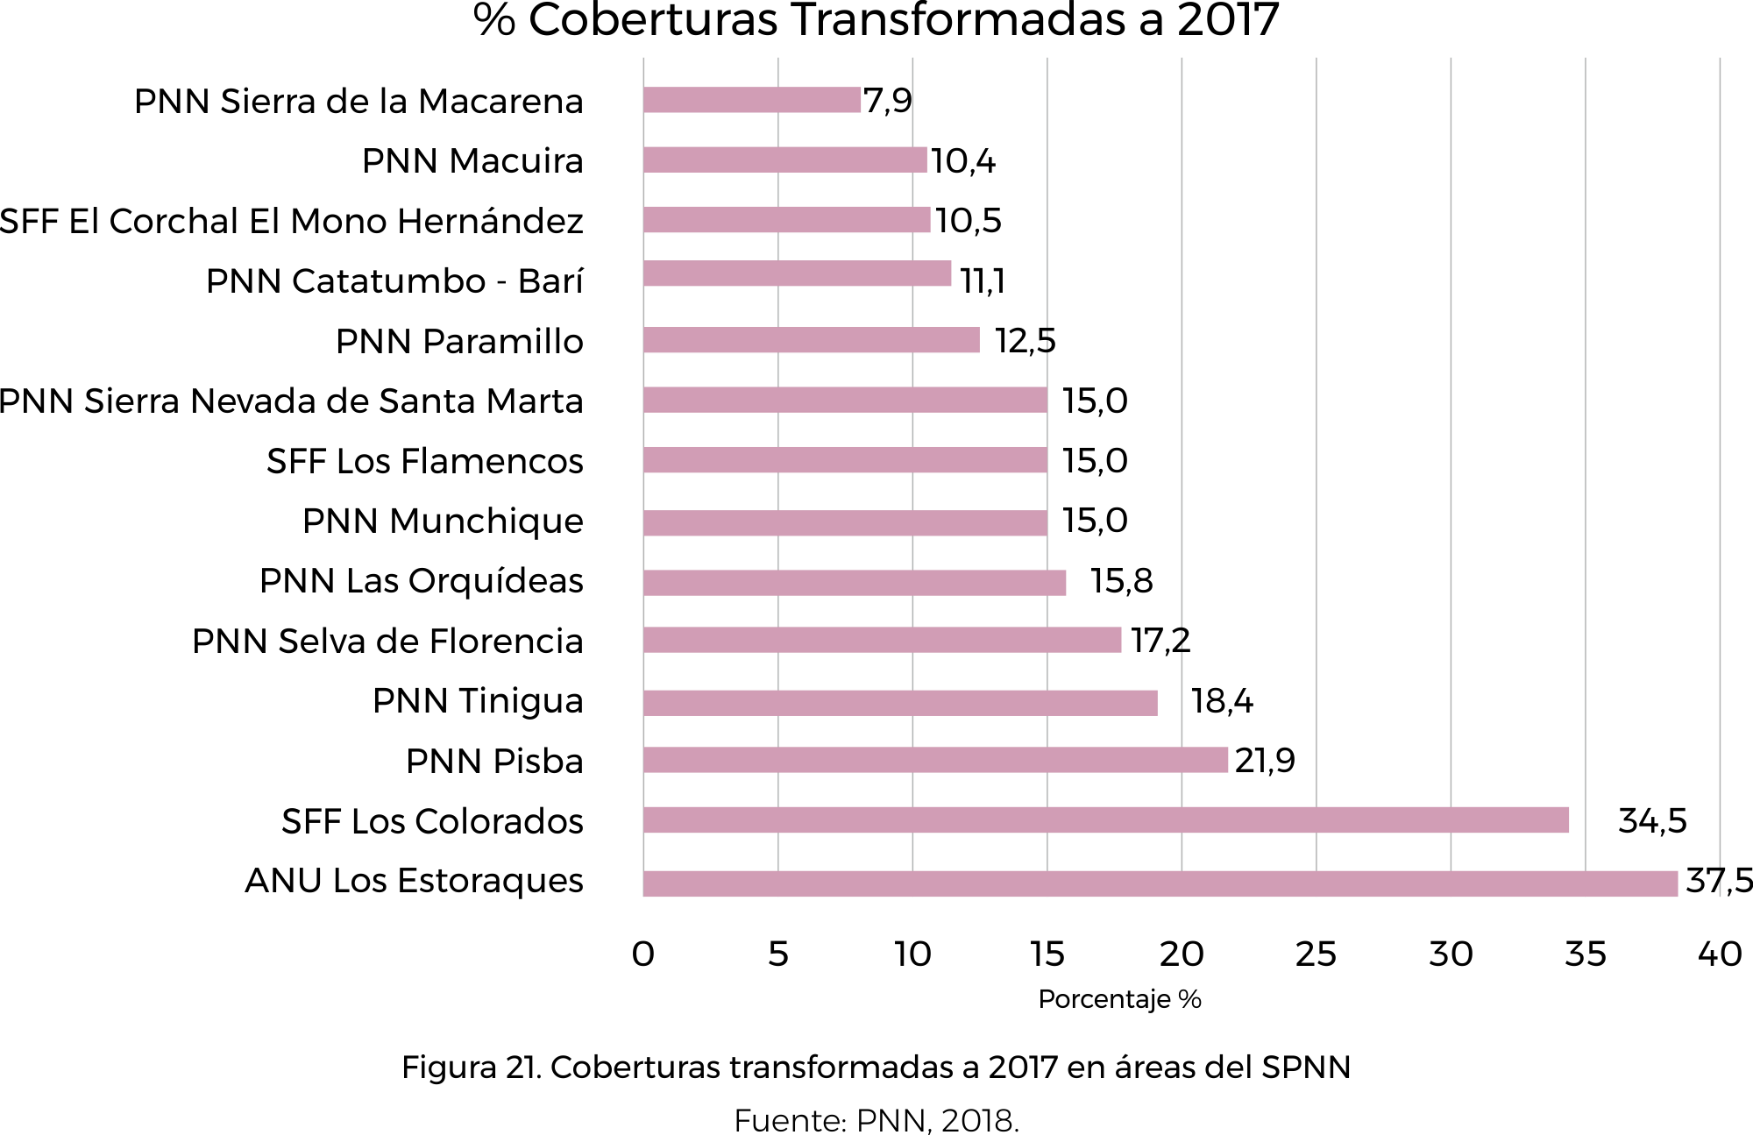 % Coberturas Transformadas a 2017
PNN Sierra de la Macarena 7,9
PNN Macuira 10,4
SFF El Corchal El Mono Hernández 10,5
PNN Catatumbo - Barí 11,1
PNN Paramillo 12,5
PNN Sierra Nevada de Santa Marta 15,0
SFF Los Flamencos 15,0
PNN Munchique 15,0
PNN Las Orquídeas 15,8
PNN Selva de Florencia 17,2
PNN Tinigua 18,4
PNN Pisba 21,9
SFF Los Colorados 34,5
ANU Los Estoraques 37,5
0 5 10 15 20 25 30 35 40
Porcentaje %
Figura 21. Coberturas transformadas a 2017 en áreas del SPNN
Fuente: PNN, 2018.